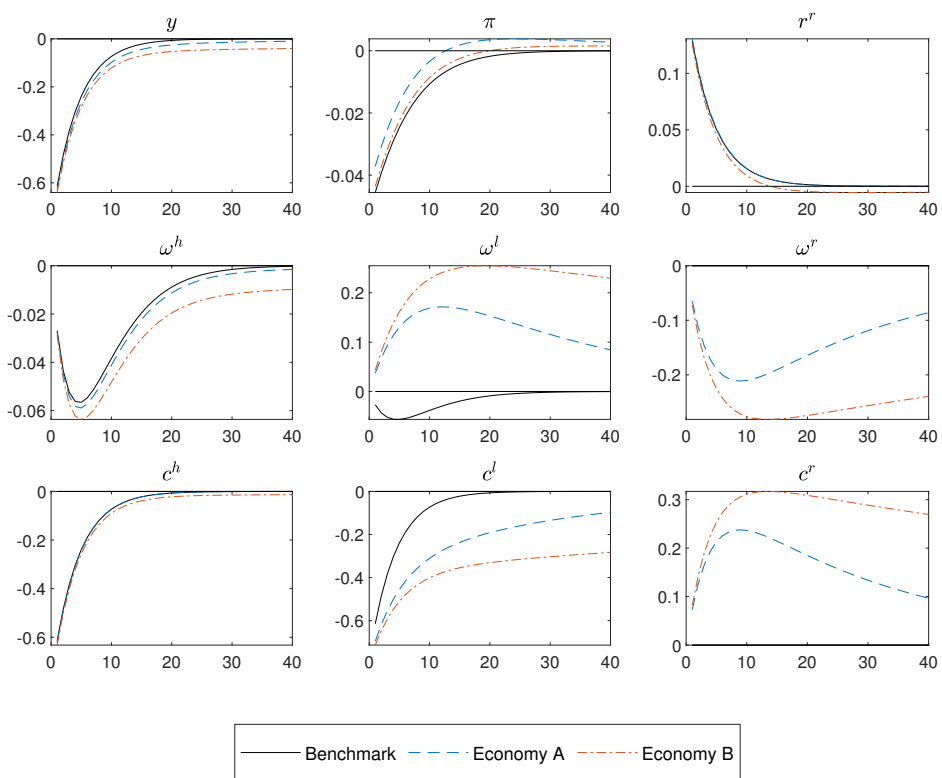 y π r^r
0 0 0.1
-0.2 -0.02 0.05
-0.4 -0.04 0
-0.6
0 10 20 30 40 0 10 20 30 40 0 10 20 30 40
ω^h ω^l ω^r
0 0.2 0
-0.02 0.1 -0.1
-0.04 0 -0.2
-0.06
0 10 20 30 40 0 10 20 30 40 0 10 20 30 40
c^h c^l c^r
0 0 0.3
-0.2 -0.2 0.2
-0.4 -0.4 0.1
-0.6 -0.6 0
0 10 20 30 40 0 10 20 30 40 0 10 20 30 40
Benchmark Economy A Economy B